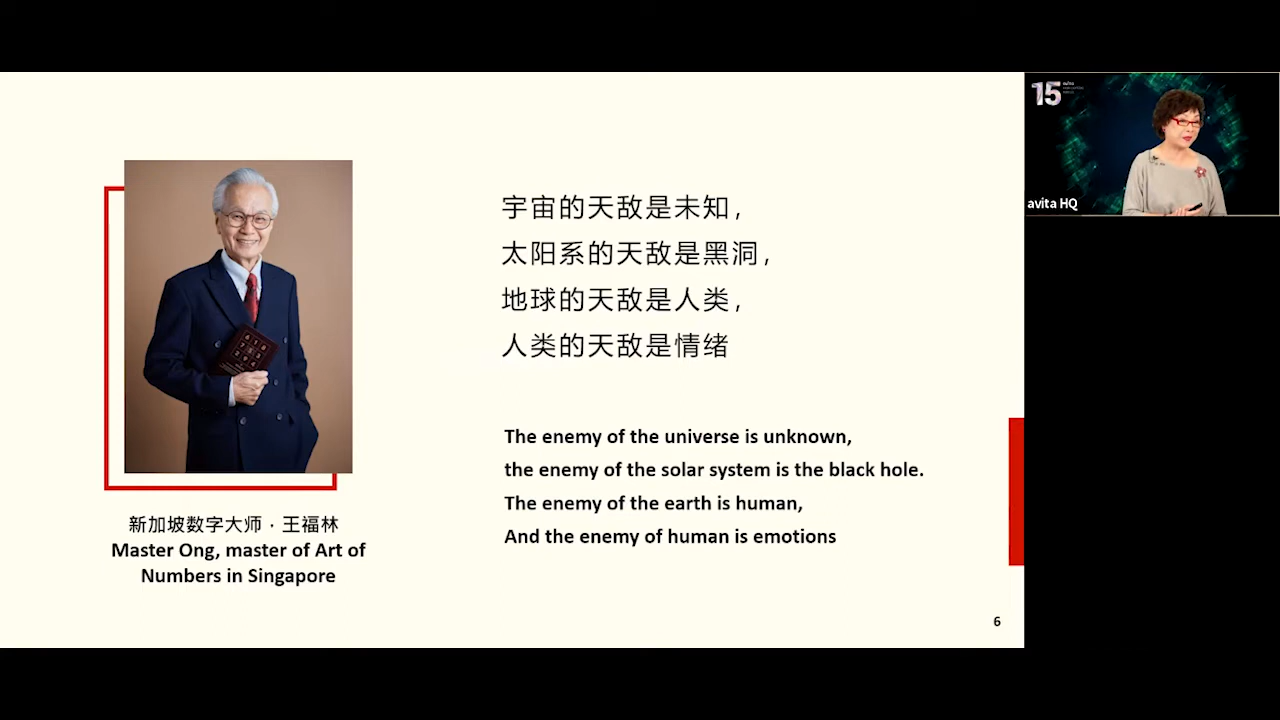 宇宙的天敌是未知，
太阳系的天敌是黑洞，
地球的天敌是人类，
人类的天敌是情绪
The enemy of the universe is unknown,
the enemy of the solar system is the black hole.
The enemy of the earth is human,
And the enemy of human is emotions
新加坡数字大师 · 王福林
Master Ong, master of Art of
Numbers in Singapore
6
15
avita HQ